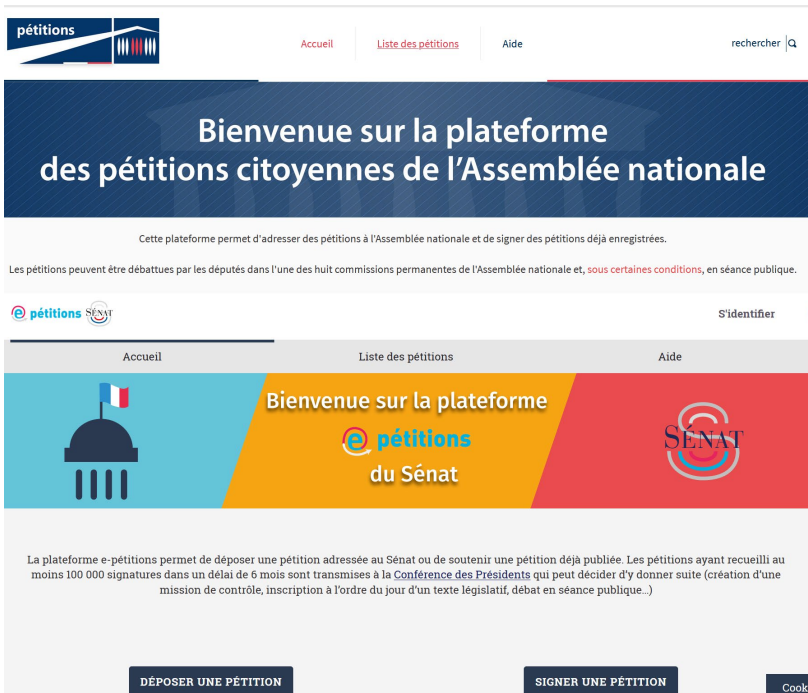 pétitions
Accueil Liste des pétitions Aide rechercher
Bienvenue sur la plateforme
des pétitions citoyennes de l'Assemblée nationale
Cette plateforme permet d'adresser des pétitions à l'Assemblée nationale et de signer des pétitions déjà enregistrées.
Les pétitions peuvent être débattues par les députés dans l'une des huit commissions permanentes de l'Assemblée nationale et, sous certaines conditions, en séance publique.
e pétitions SÉNAT S'identifier
Accueil Liste des pétitions Aide
Bienvenue sur la plateforme
e pétitions
du Sénat
SÉNAT
La plateforme e-pétitions permet de déposer une pétition adressée au Sénat ou de soutenir une pétition déjà publiée. Les pétitions ayant recueilli au
moins 100 000 signatures dans un délai de 6 mois sont transmises à la Conférence des Présidents qui peut décider d'y donner suite (création d'une
mission de contrôle, inscription à l'ordre du jour d'un texte législatif, débat en séance publique...)
DÉPOSER UNE PÉTITION SIGNER UNE PÉTITION
Cook